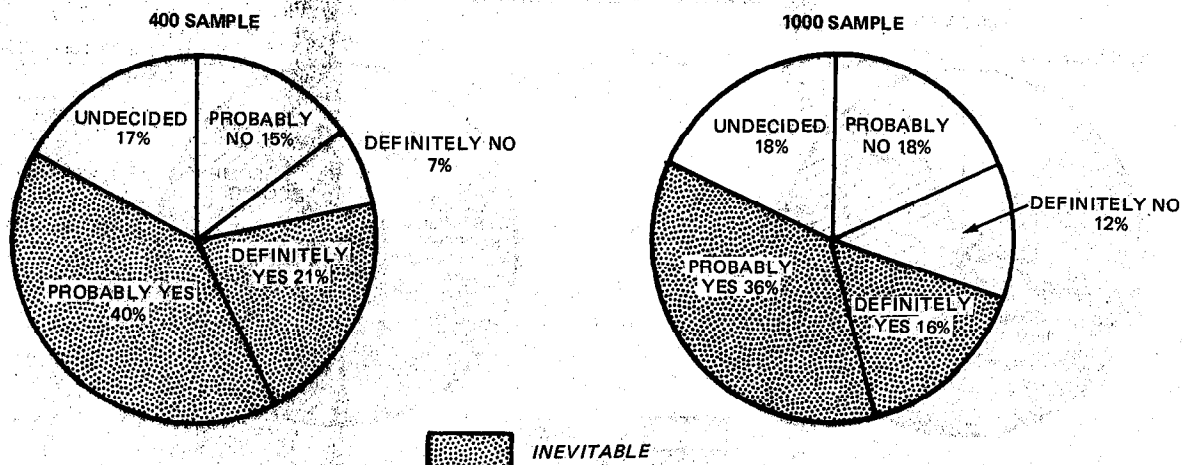 400 SAMPLE
UNDECIDED
17%
PROBABLY
NO 15%
DEFINITELY NO
7%
DEFINITELY
YES 21%
PROBABLY YES
40%
1000 SAMPLE
UNDECIDED
18%
PROBABLY
NO 18%
DEFINITELY NO
12%
PROBABLY
YES 36%
DEFINITELY
YES 16%
INEVITABLE